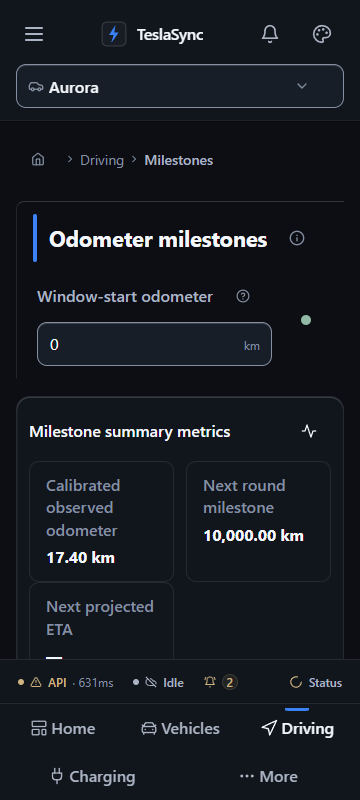 TeslaSync
Aurora
Driving
Milestones
Odometer milestones
Window-start odometer
0
km
Milestone summary metrics
Calibrated
observed
odometer
17.40 km
Next round
milestone
10,000.00 km
Next projected
ETA
API · 631ms
Idle
2
Status
Home
Vehicles
Driving
Charging
More